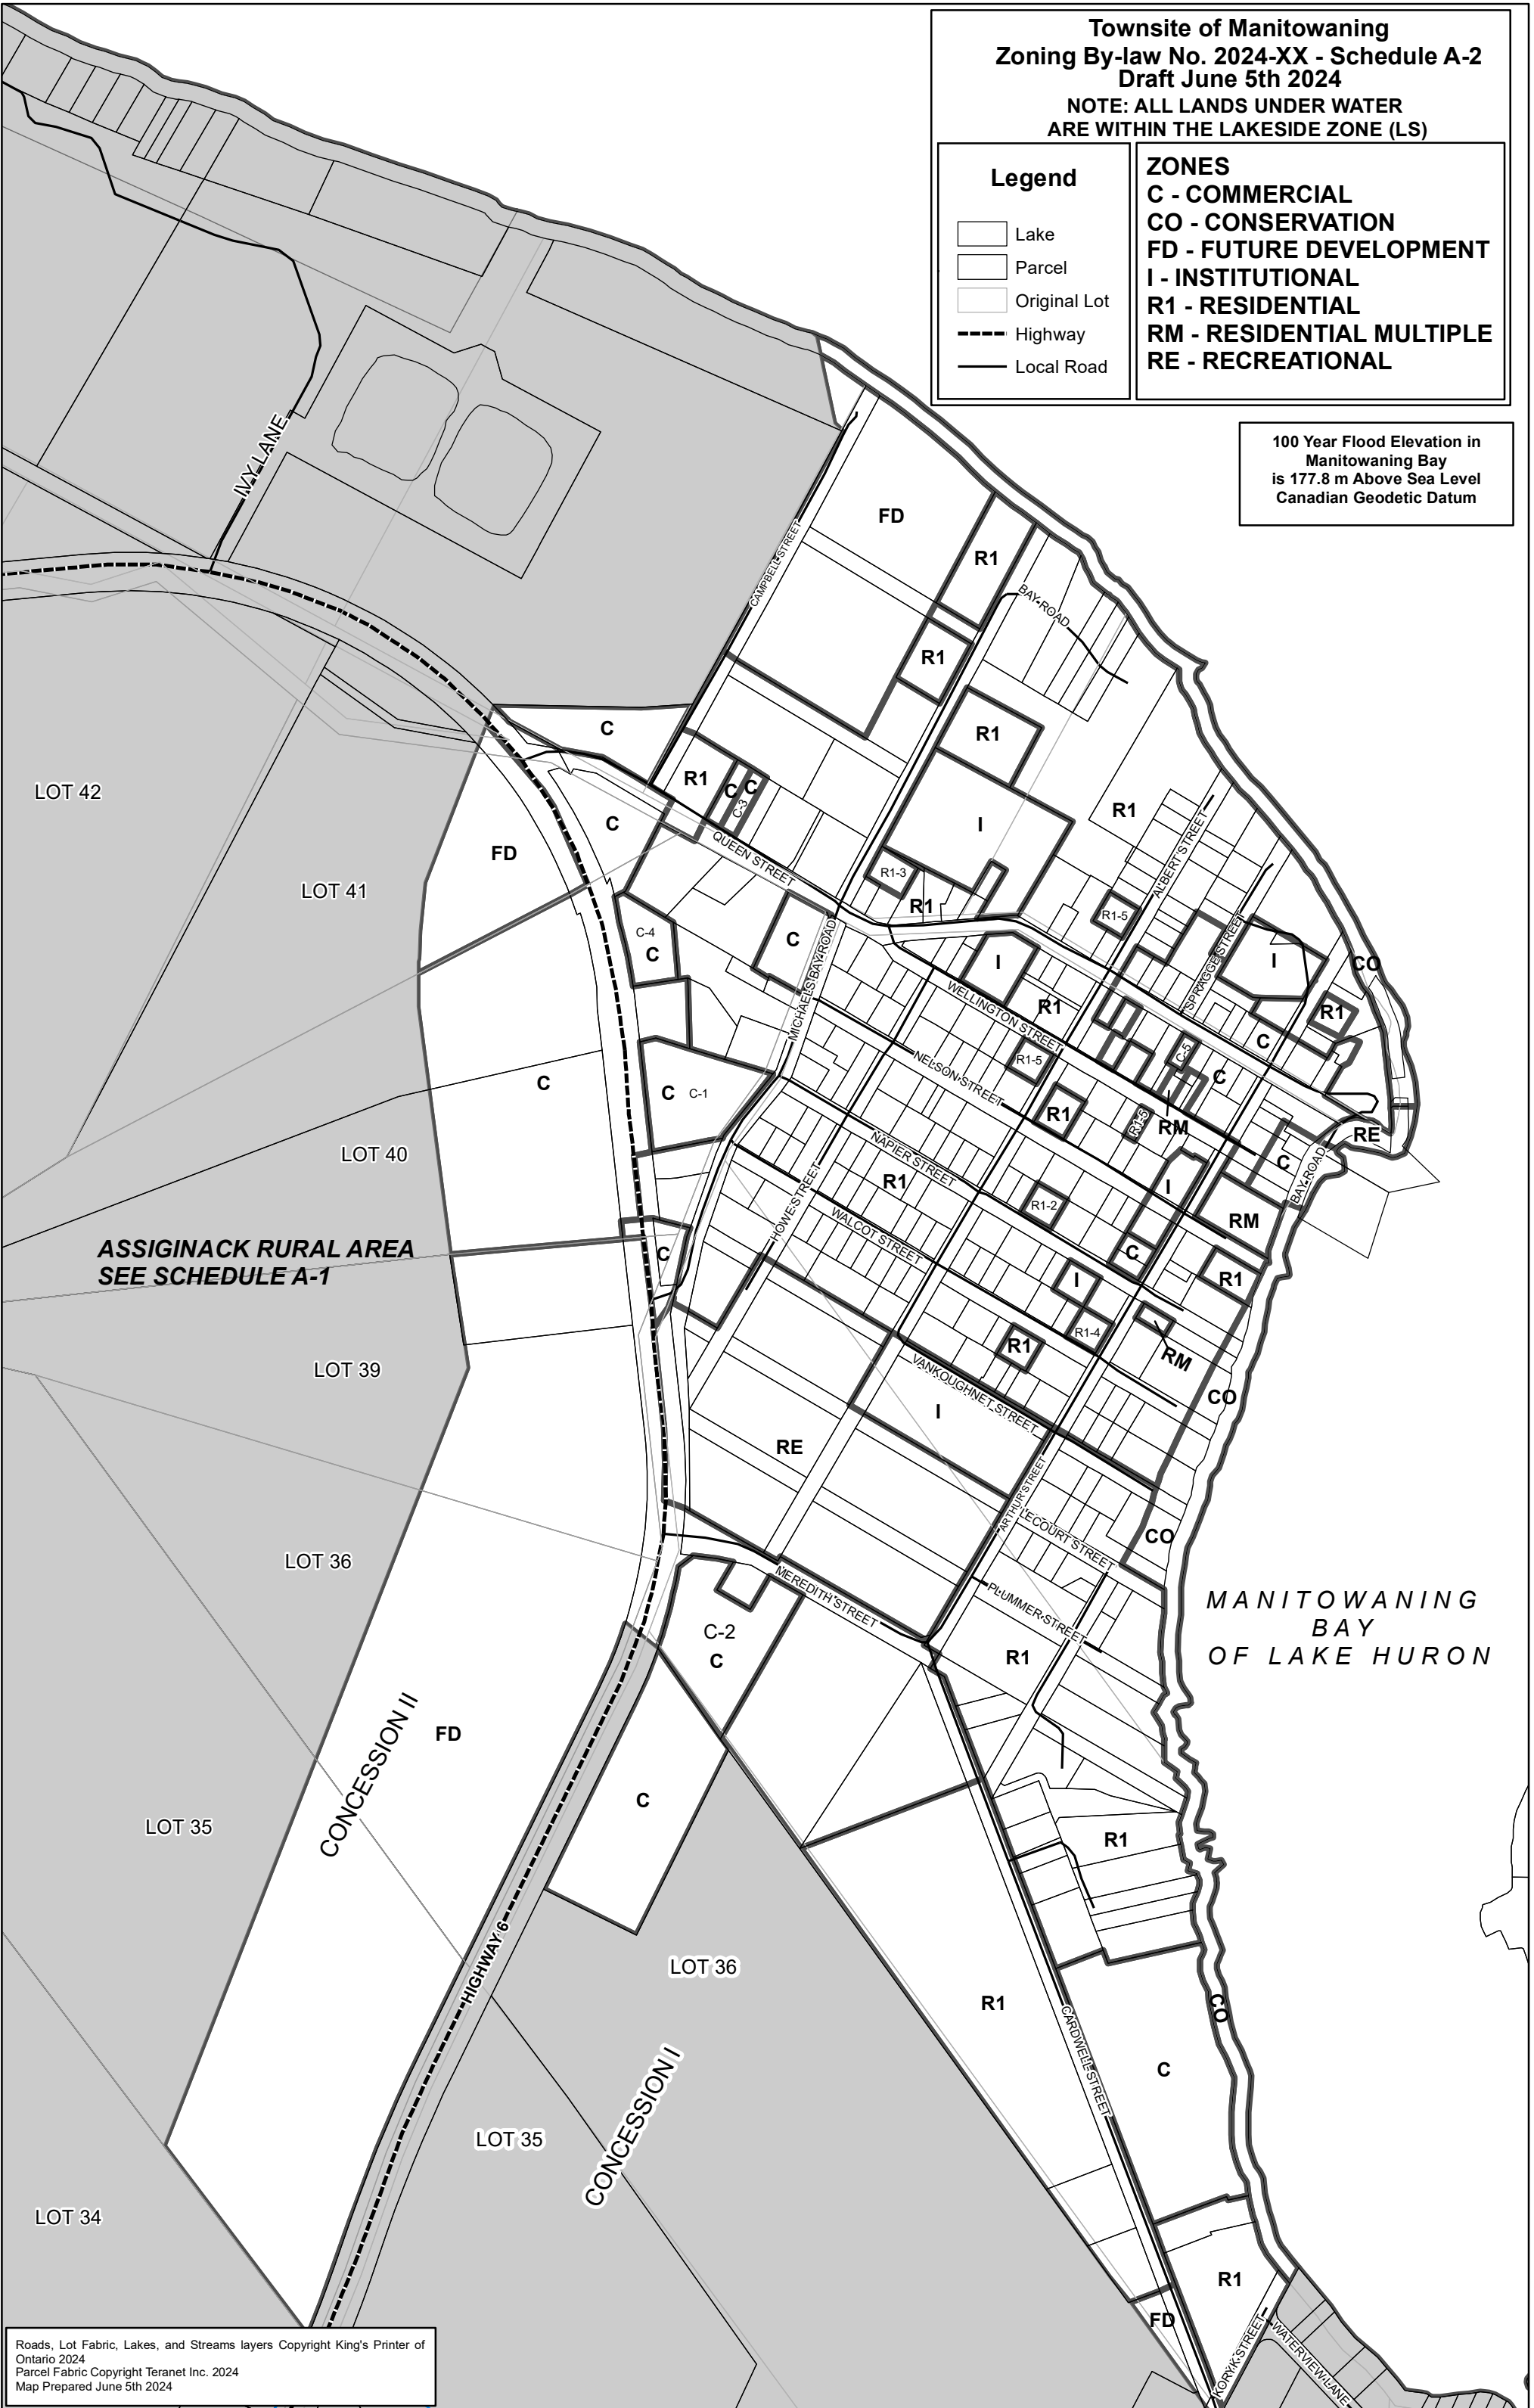 Townsite of Manitowaning
Zoning By-law No. 2024-XX - Schedule A-2
Draft June 5th 2024
NOTE: ALL LANDS UNDER WATER
ARE WITHIN THE LAKESIDE ZONE (LS)
Legend
Lake
Parcel
Original Lot
Highway
Local Road
ZONES
C - COMMERCIAL
CO - CONSERVATION
FD - FUTURE DEVELOPMENT
I - INSTITUTIONAL
R1 - RESIDENTIAL
RM - RESIDENTIAL MULTIPLE
RE - RECREATIONAL
100 Year Flood Elevation in
Manitowaning Bay
is 177.8 m Above Sea Level
Canadian Geodetic Datum
IVY LANE
FD
CAMPBELL STREET
R1
BAY ROAD
R1
C
R1
R1
C
C
C-3
LOT 42
R1
C
I
QUEEN STREET
ALBERT STREET
FD
R1-3
LOT 41
R1
R1-5
C-4
C
C
MICHAELS BAY ROAD
I
SPRAGGE STREET
I
CO
WELLINGTON STREET
R1
R1
C
C-5
R1-5
NELSON STREET
C
C
C
C-1
R1
R1-5
RM
RE
NAPIER STREET
LOT 40
C
BAY ROAD
R1
I
HOWE STREET
R1-2
RM
WALCOT STREET
ASSIGINACK RURAL AREA
SEE SCHEDULE A-1
C
C
I
R1
R1-4
R1
RM
LOT 39
VANKOUGHNET STREET
CO
I
RE
ARTHUR STREET
LECOURT STREET
CO
LOT 36
MEREDITH STREET
PLUMMER STREET
MANITOWANING
BAY
OF LAKE HURON
C-2
C
R1
CONCESSION II
FD
C
LOT 35
R1
HIGHWAY 6
LOT 36
R1
CO
CARDWELL STREET
C
CONCESSION I
LOT 35
LOT 34
R1
FD
KORYK STREET
WATERVIEW LANE
Roads, Lot Fabric, Lakes, and Streams layers Copyright King's Printer of
Ontario 2024
Parcel Fabric Copyright Teranet Inc. 2024
Map Prepared June 5th 2024